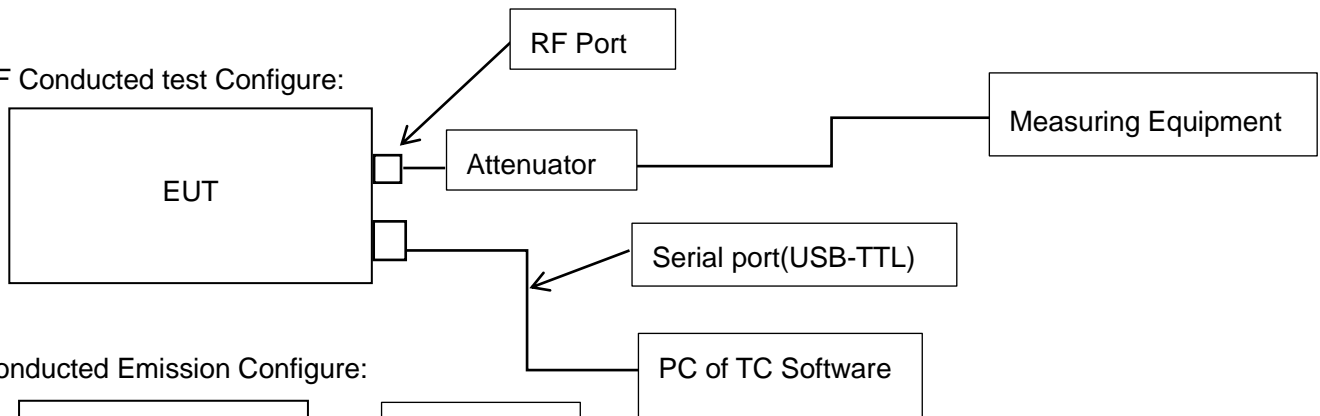 RF Port
F Conducted test Configure:
Measuring Equipment
Attenuator
EUT
Serial port(USB-TTL)
onducted Emission Configure:
PC of TC Software